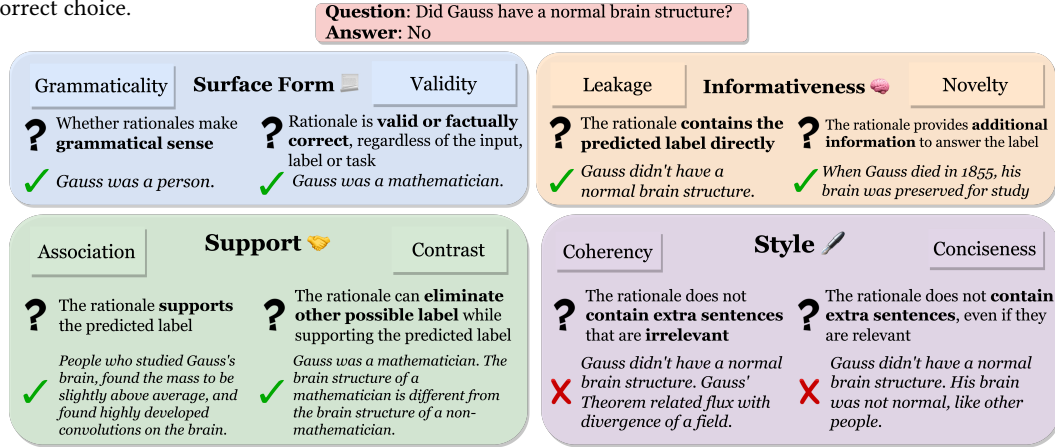 orrect choice.
Question: Did Gauss have a normal brain structure?
Answer: No
Grammaticality
Surface Form
Validity
Whether rationales make
grammatical sense
Gauss was a person.
Rationale is valid or factually
correct, regardless of the input,
label or task
Gauss was a mathematician.
Leakage
Informativeness
Novelty
The rationale contains the
predicted label directly
Gauss didn't have a
normal brain structure.
The rationale provides additional
information to answer the label
When Gauss died in 1855, his
brain was preserved for study
Association
Support
Contrast
The rationale supports
the predicted label
People who studied Gauss's
brain, found the mass to be
slightly above average, and
found highly developed
convolutions on the brain.
The rationale can eliminate
other possible label while
supporting the predicted label
Gauss was a mathematician. The
brain structure of a
mathematician is different from
the brain structure of a non-
mathematician.
Coherency
Style
Conciseness
The rationale does not
contain extra sentences
that are irrelevant
Gauss didn't have a normal
brain structure. Gauss'
Theorem related flux with
divergence of a field.
The rationale does not contain
extra sentences, even if they
are relevant
Gauss didn't have a normal
brain structure. His brain
was not normal, like other
people.